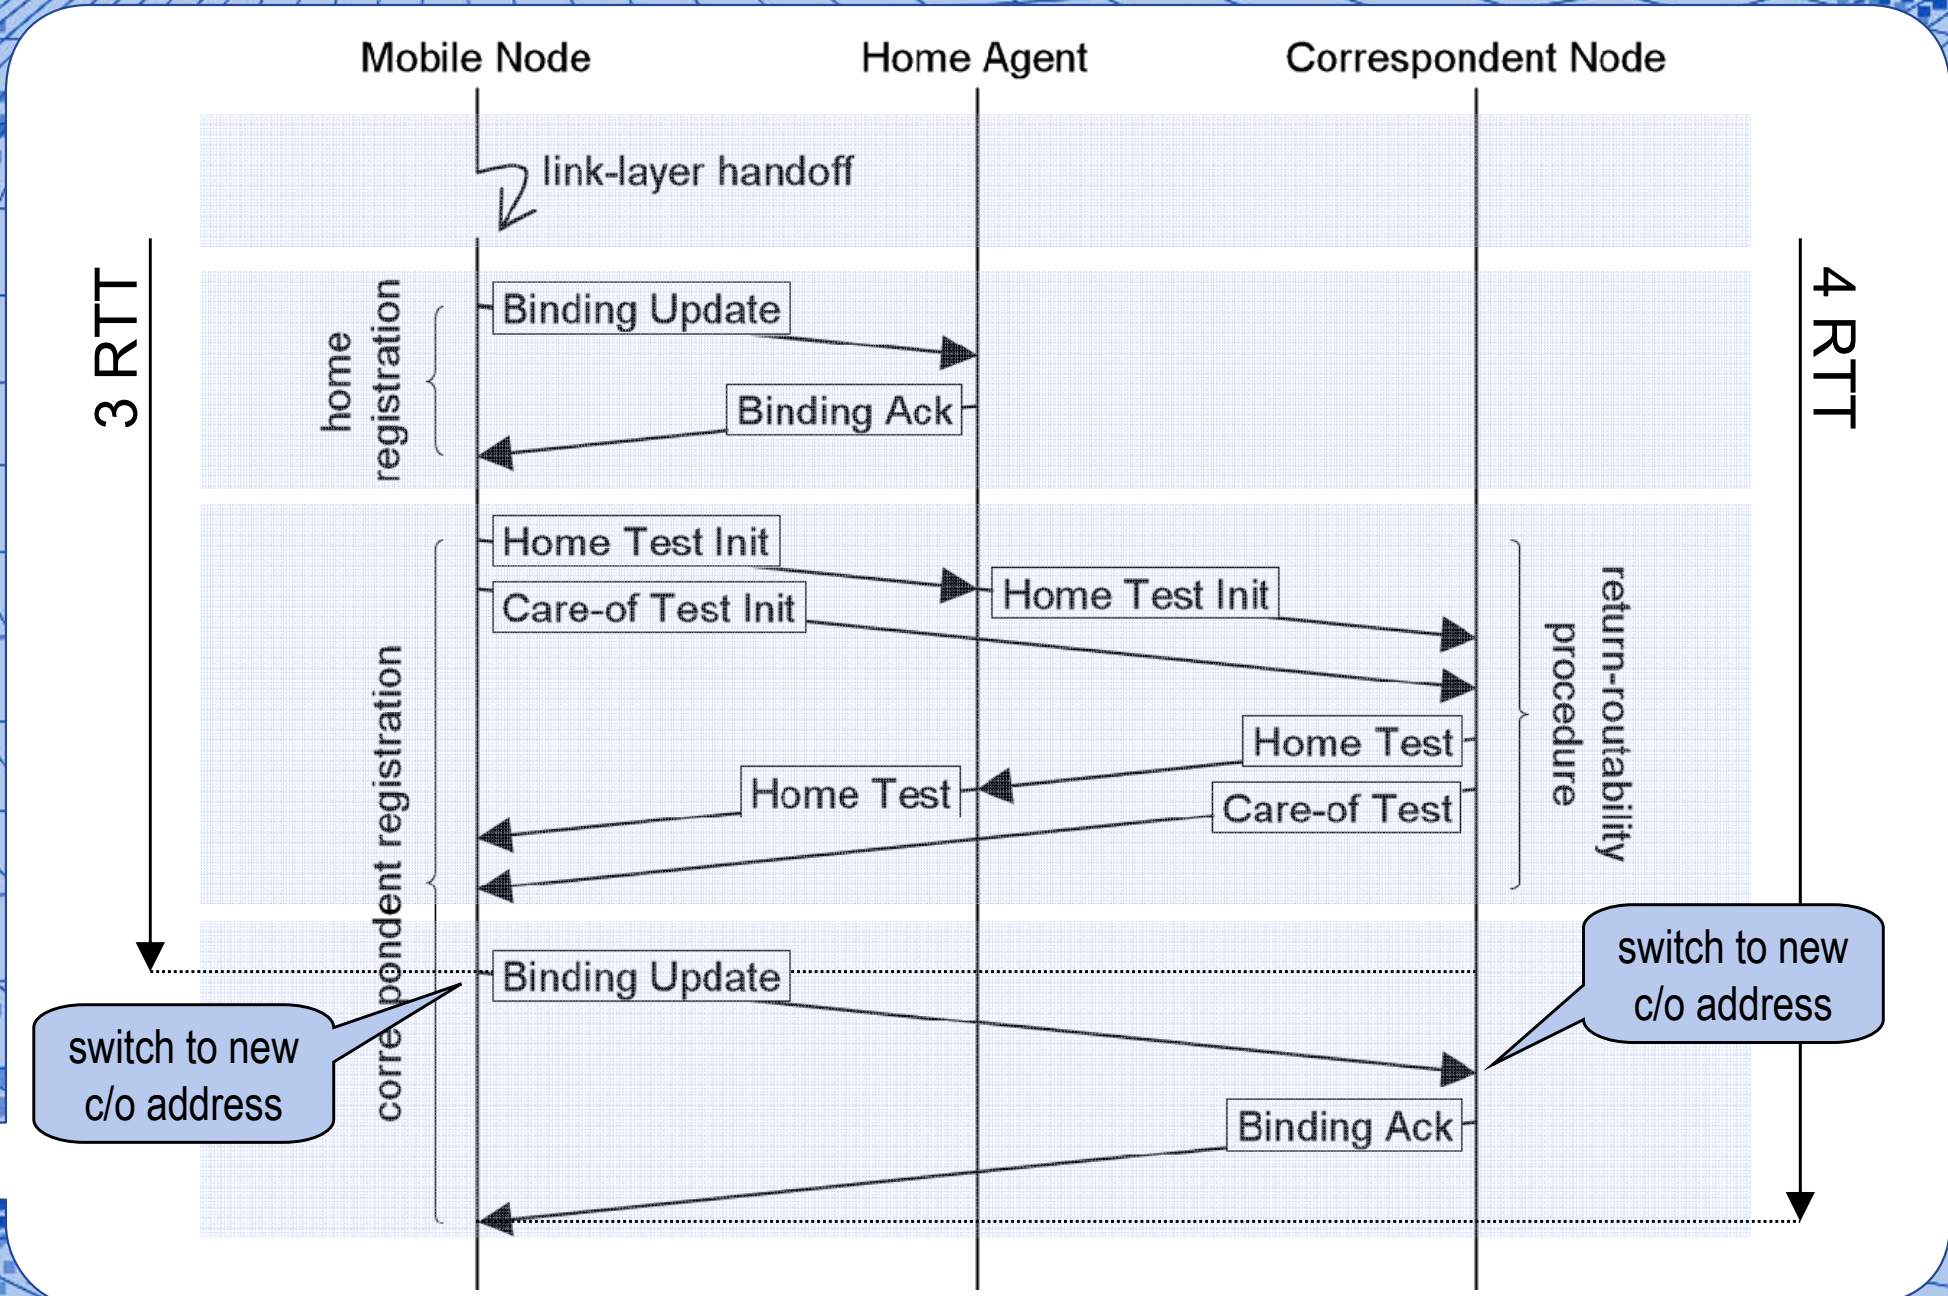 Mobile Node
Home Agent
Correspondent Node
link-layer handoff
3 RTT
4 RTT
home
registration
Binding Update
Binding Ack
Home Test Init
Home Test Init
Care-of Test Init
return-routability
procedure
Home Test
Home Test
Care-of Test
correspondent registration
Binding Update
switch to new
c/o address
switch to new
c/o address
Binding Ack